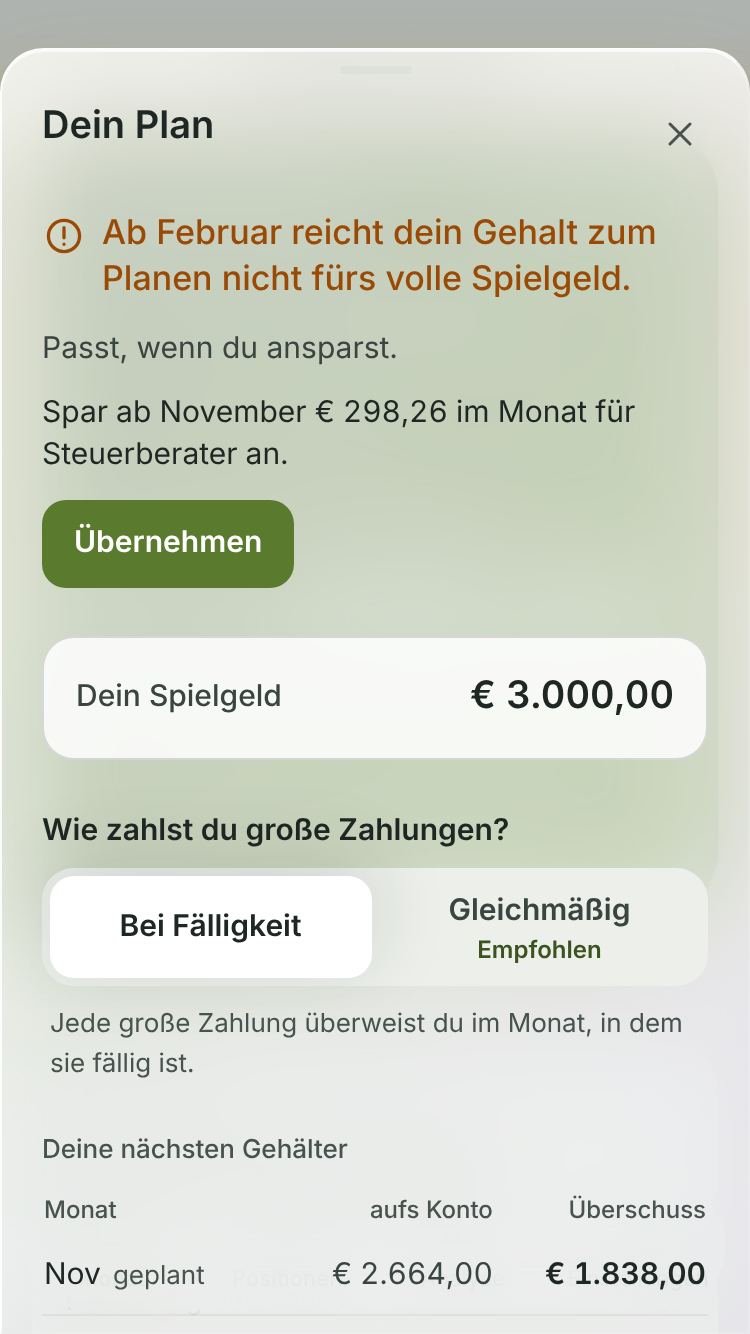 Dein Plan
Ab Februar reicht dein Gehalt zum
Planen nicht fürs volle Spielgeld.
Passt, wenn du ansparst.
Spar ab November € 298,26 im Monat für
Steuerberater an.
Übernehmen
Dein Spielgeld € 3.000,00
Wie zahlst du große Zahlungen?
Bei Fälligkeit
Gleichmäßig
Empfohlen
Jede große Zahlung überweist du im Monat, in dem
sie fällig ist.
Deine nächsten Gehälter
Monat aufs Konto Überschuss
Nov geplant € 2.664,00 € 1.838,00